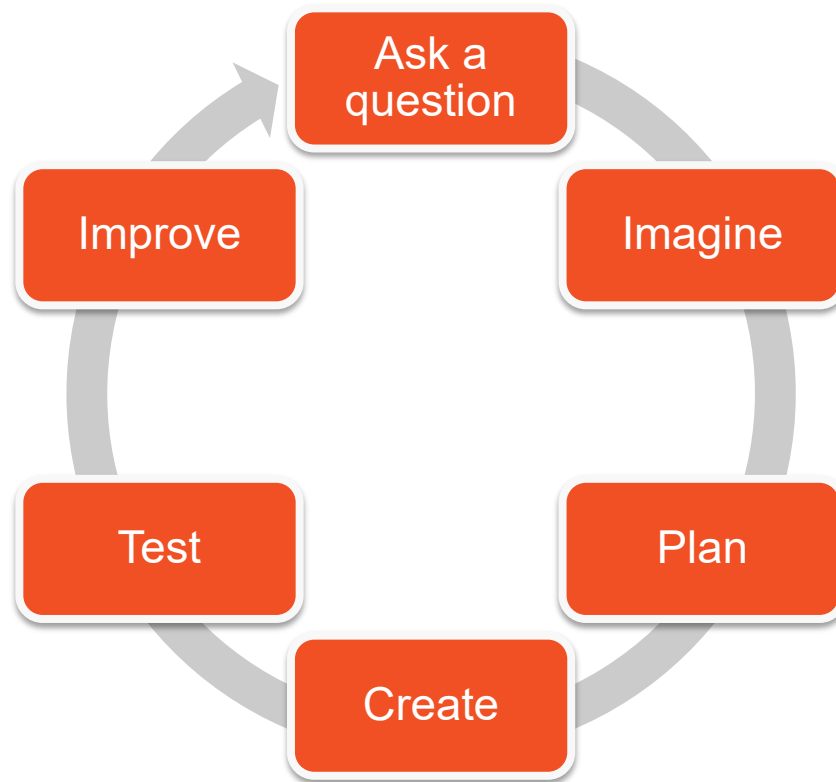 Ask a
question
Imagine
Plan
Create
Test
Improve